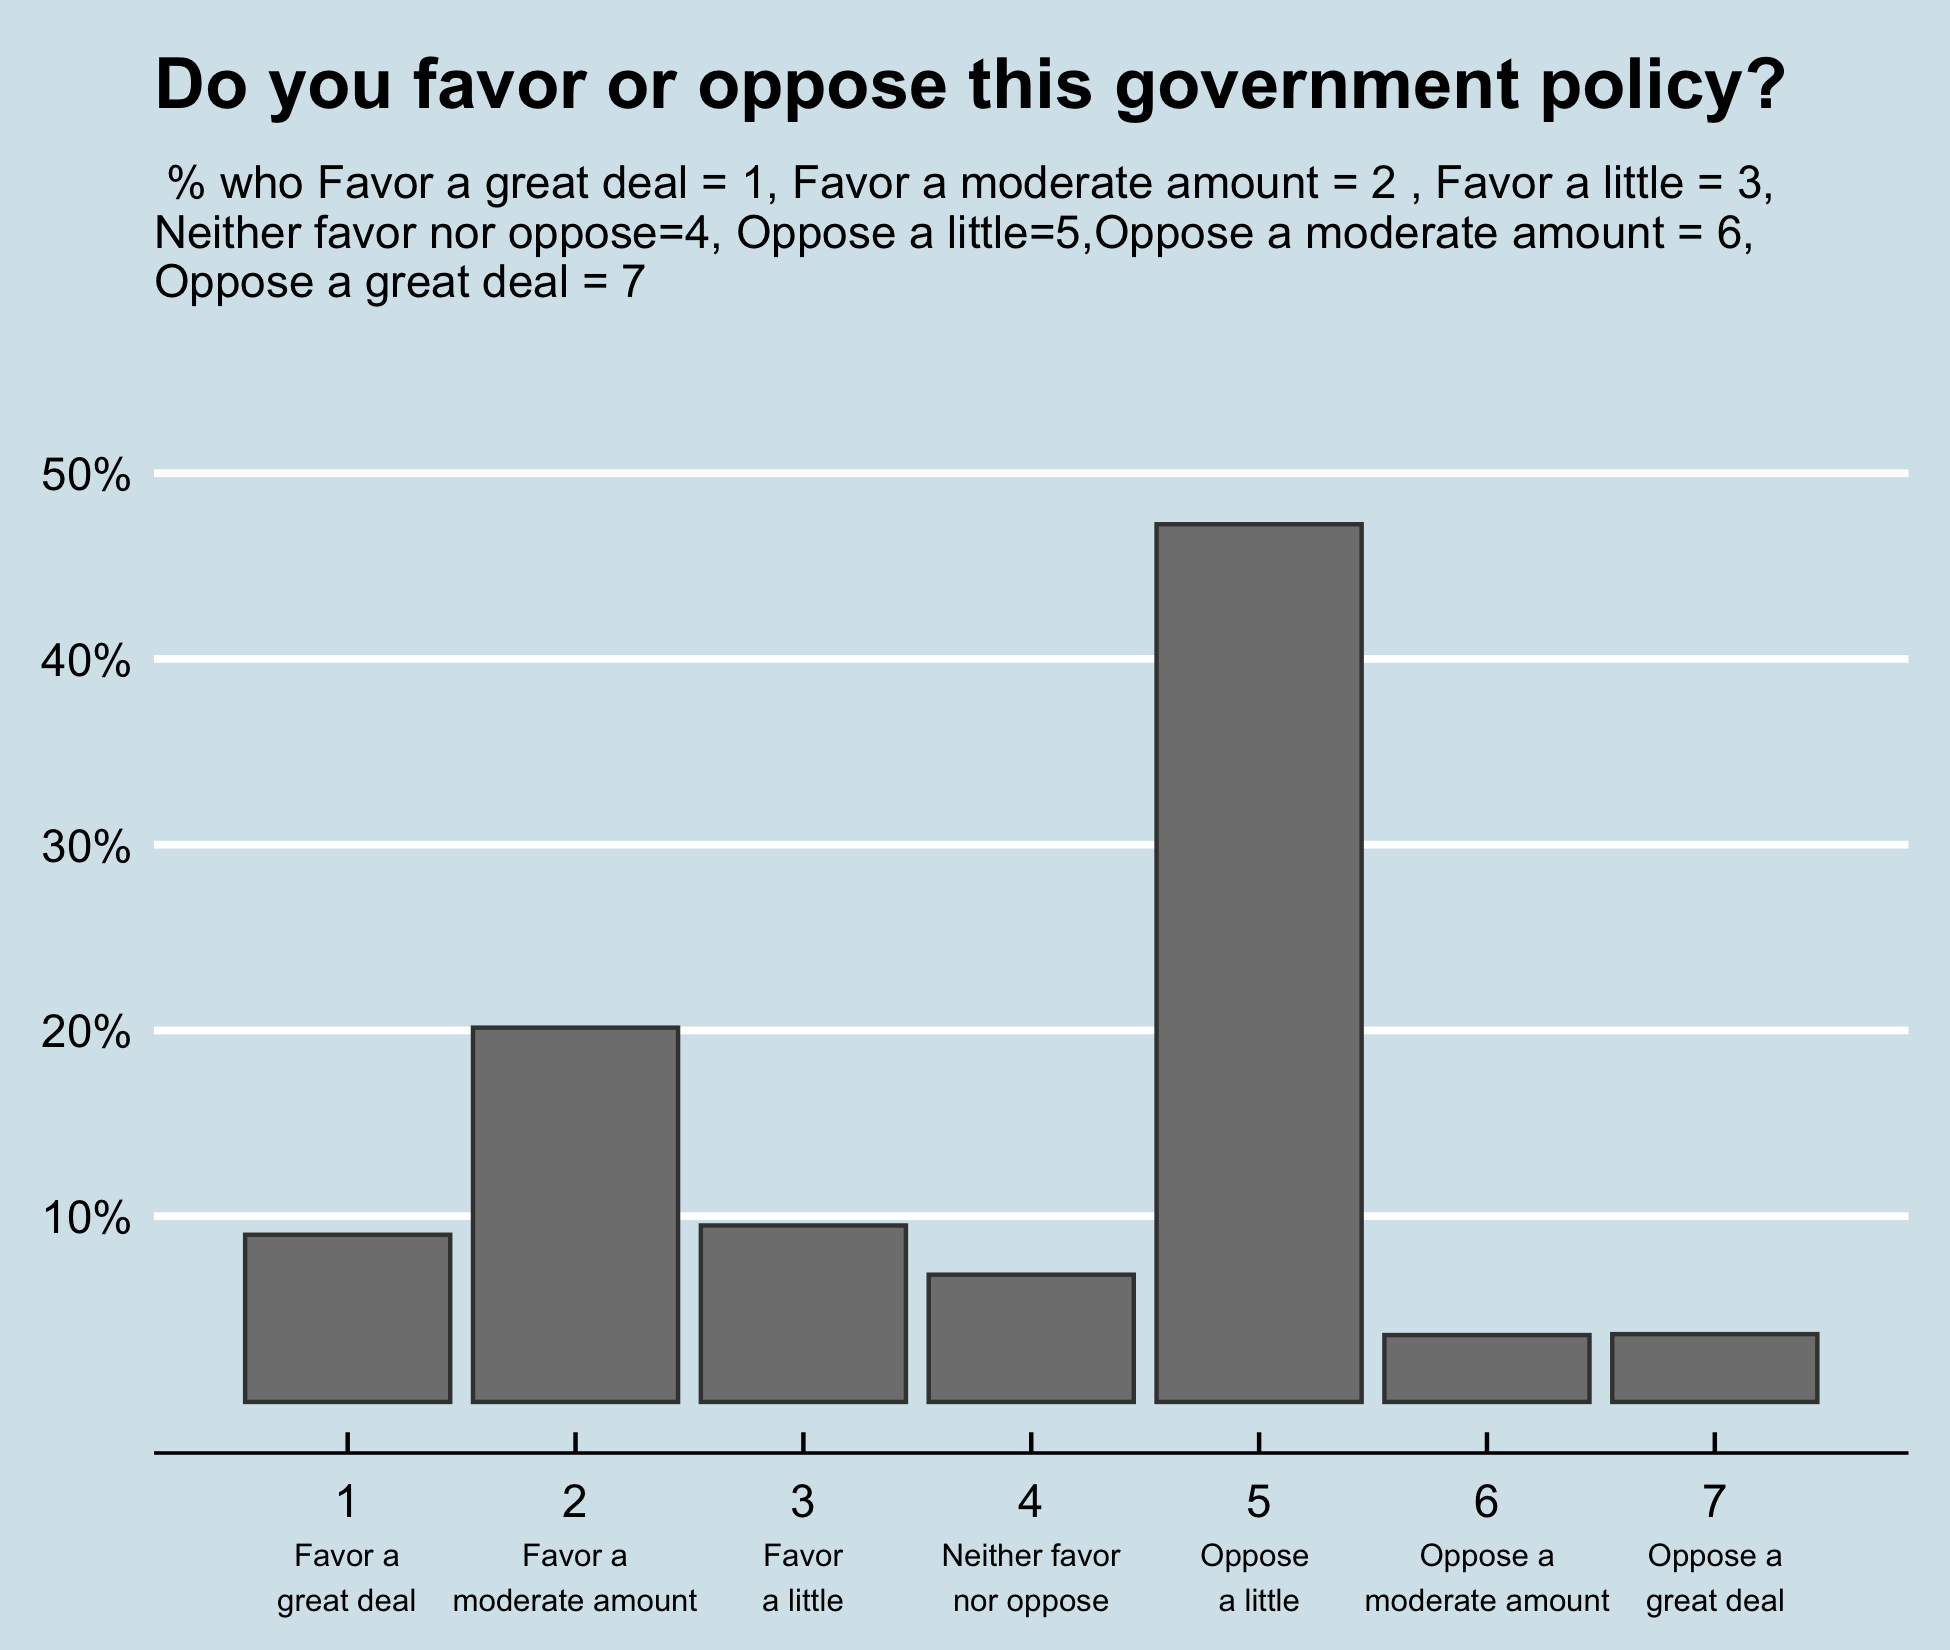 Do you favor or oppose this government policy?
% who Favor a great deal = 1, Favor a moderate amount = 2 , Favor a little = 3,
Neither favor nor oppose=4, Oppose a little=5,Oppose a moderate amount = 6,
Oppose a great deal = 7
50%
40%
30%
20%
10%
1 2 3 4 5 6 7
Favor a Favor a Favor Neither favor Oppose Oppose a Oppose a
great deal moderate amount a little nor oppose a little moderate amount great deal